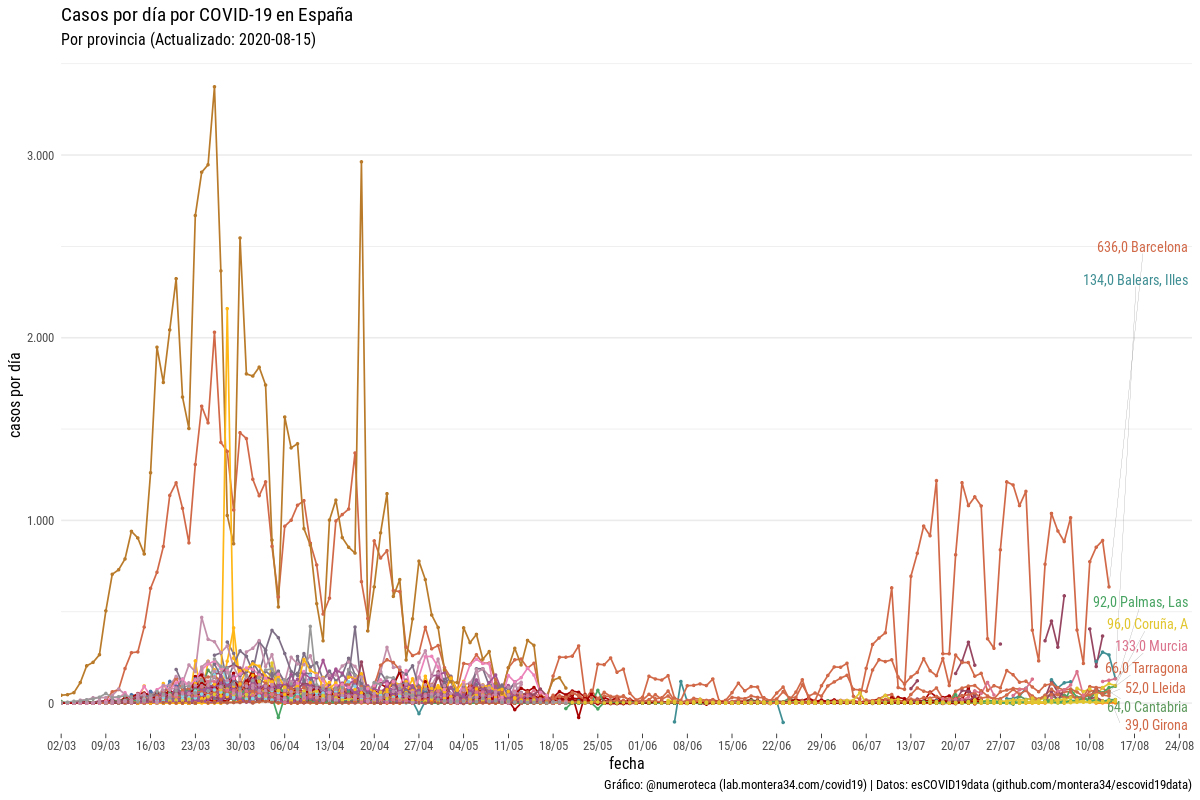 Casos por día por COVID-19 en España
Por provincia (Actualizado: 2020-08-15)
casos por día
3.000
2.000
1.000
0
636,0 Barcelona
134,0 Balears, Illes
92,0 Palmas, Las
96,0 Coruña, A
133,0 Murcia
66,0 Tarragona
52,0 Lleida
64,0 Cantabria
39,0 Girona
02/03 09/03 16/03 23/03 30/03 06/04 13/04 20/04 27/04 04/05 11/05 18/05 25/05 01/06 08/06 15/06 22/06 29/06 06/07 13/07 20/07 27/07 03/08 10/08 17/08 24/08
fecha
Gráfico: @numeroteca (lab.montera34.com/covid19) | Datos: esCOVID19data (github.com/montera34/escovid19data)